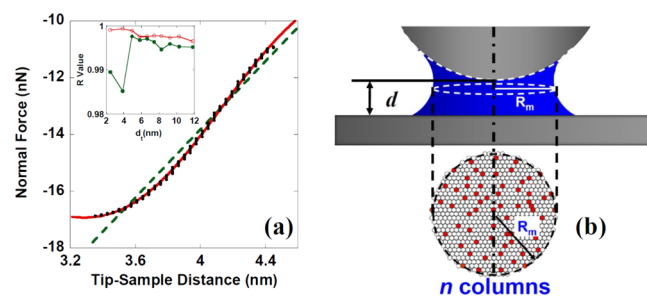 (a)
Normal Force (nN)
-10
-12
-14
-16
-18
3.2
3.6
4
4.4
Tip-Sample Distance (nm)
R Value
1
0.99
0.98
0
2
4
6
8
10
12
d_t(nm)
d
R_m
R_m
(b)
n columns